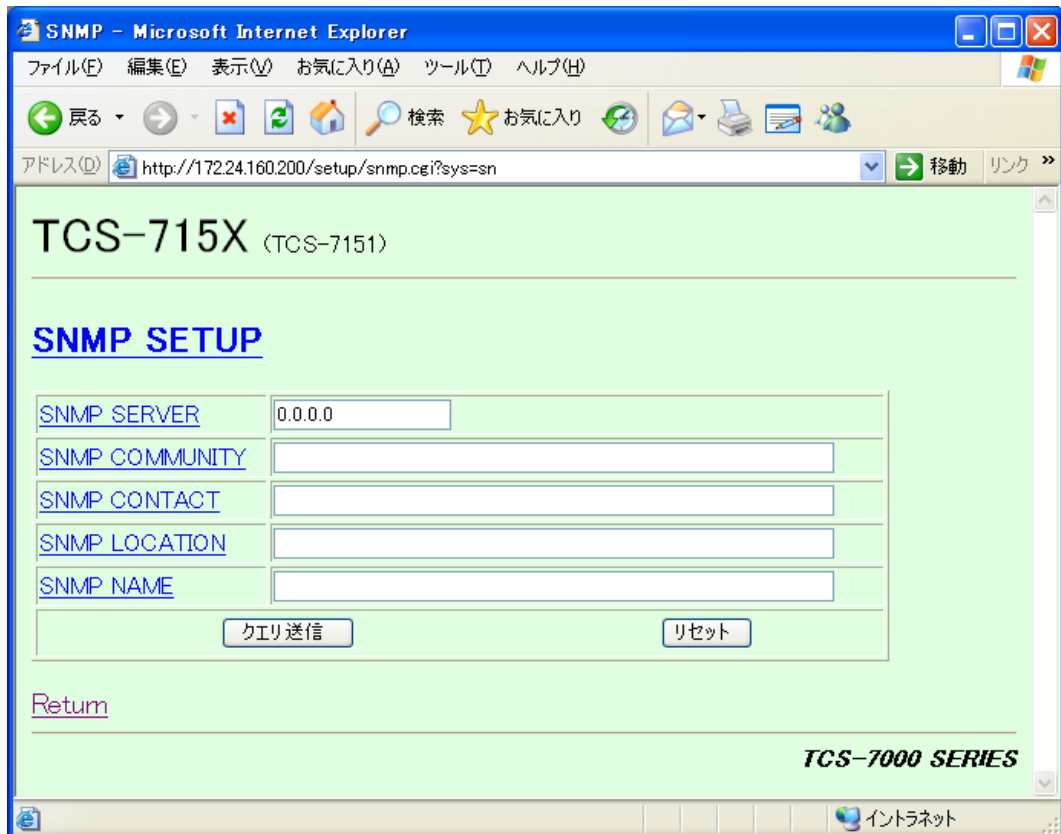 SNMP - Microsoft Internet Explorer
ファイル(F) 編集(E) 表示(V) お気に入り(A) ツール(T) ヘルプ(H)
戻る 検索 お気に入り
アドレス(D) http://172.24.160.200/setup/snmp.cgi?sys=sn 移動 リンク »
TCS-715X (TCS-7151)
SNMP SETUP
SNMP SERVER 0.0.0.0
SNMP COMMUNITY
SNMP CONTACT
SNMP LOCATION
SNMP NAME
クエリ送信 リセット
Return
TCS-7000 SERIES
イントラネット